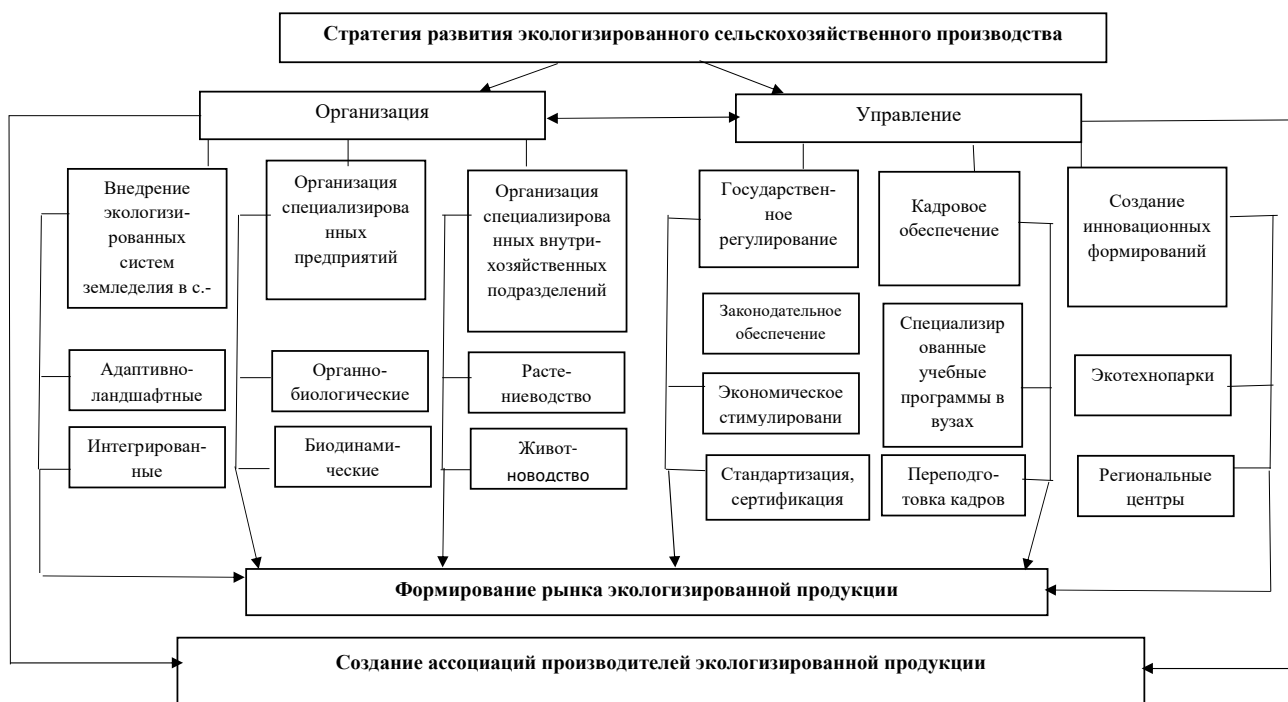 Стратегия развития экологизированного сельскохозяйственного производства
Организация
Управление
Внедрение
экологизи-
рованных
систем
земледелия в с.-
Организация
специализирова
нных
предприятий
Организация
специализирова
нных внутри-
хозяйственных
подразделений
Государствен-
ное
регулирование
Кадровое
обеспечение
Создание
инновационных
формирований
Адаптивно-
ландшафтные
Интегрирован-
ные
Органно-
биологические
Биодинами-
ческие
Расте-
ниеводство
Живот-
новодство
Законодательное
обеспечение
Экономическое
стимулировани
Стандартизация,
сертификация
Специализир
ованные
учебные
программы в
вузах
Переподго-
товка кадров
Экотехнопарки
Региональные
центры
Формирование рынка экологизированной продукции
Создание ассоциаций производителей экологизированной продукции